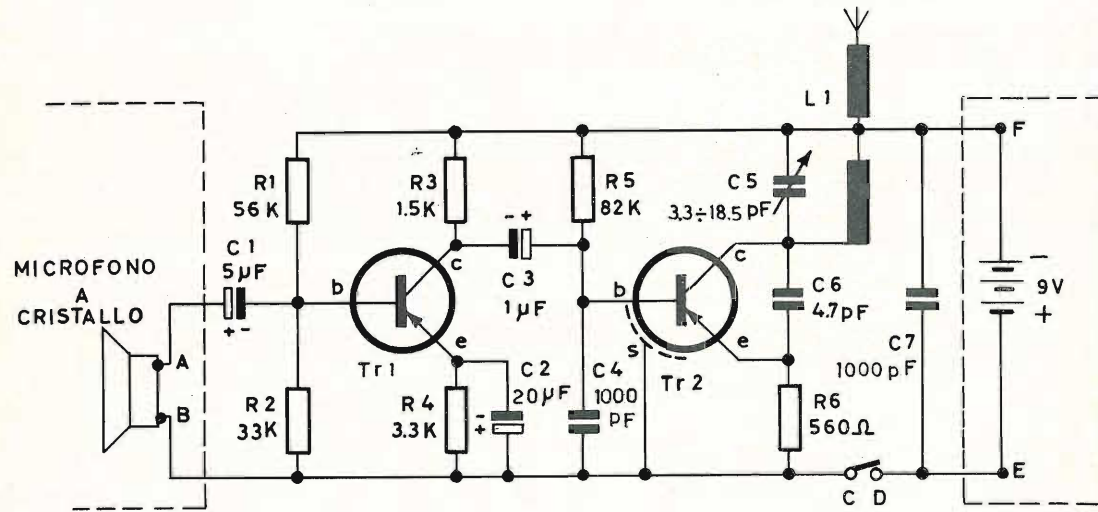 L1
F
R1
56K
R3
1.5K
R5
82K
C5
3.3÷18.5pF
C1
5µF
+ -
MICROFONO
A
CRISTALLO
A
B
b
c
e
Tr1
- +
C3
1µF
b
c
e
s
Tr2
C6
4.7pF
-
9V
+
C7
1000pF
R2
33K
R4
3.3K
C2
20µF
-
+
C4
1000
pF
R6
560Ω
C D
E